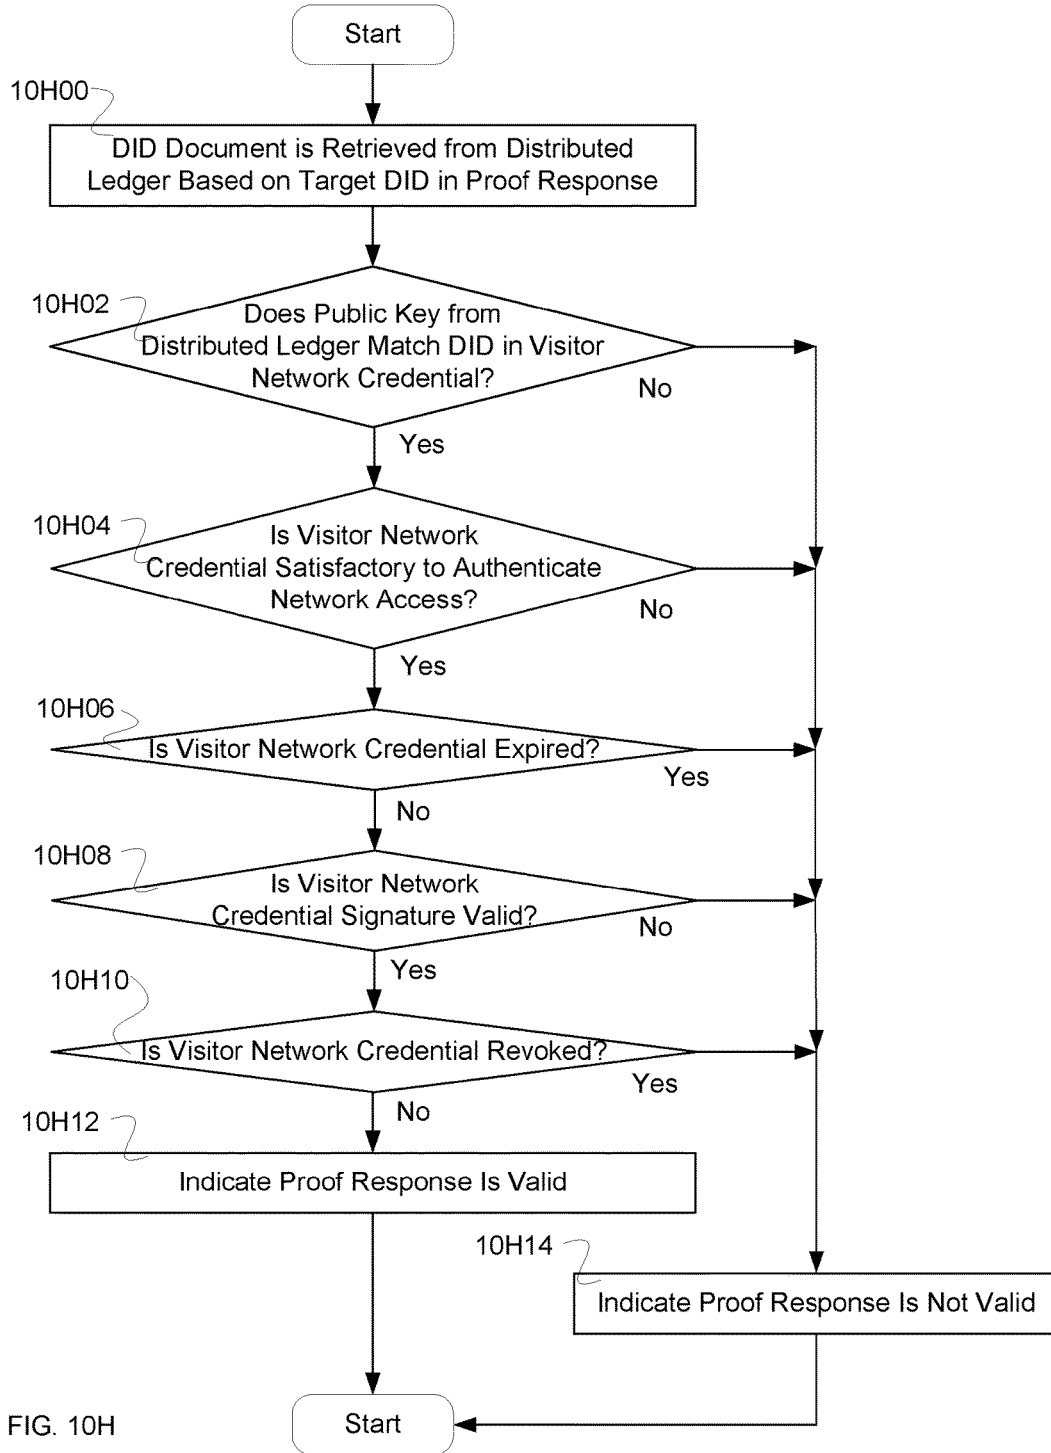 Start
10H00
DID Document is Retrieved from Distributed
Ledger Based on Target DID in Proof Response
10H02
Does Public Key from
Distributed Ledger Match DID in Visitor
Network Credential?
No
Yes
10H04
Is Visitor Network
Credential Satisfactory to Authenticate
Network Access?
No
Yes
10H06
Is Visitor Network Credential Expired?
Yes
No
10H08
Is Visitor Network
Credential Signature Valid?
No
Yes
10H10
Is Visitor Network Credential Revoked?
Yes
No
10H12
Indicate Proof Response Is Valid
10H14
Indicate Proof Response Is Not Valid
Start
FIG. 10H